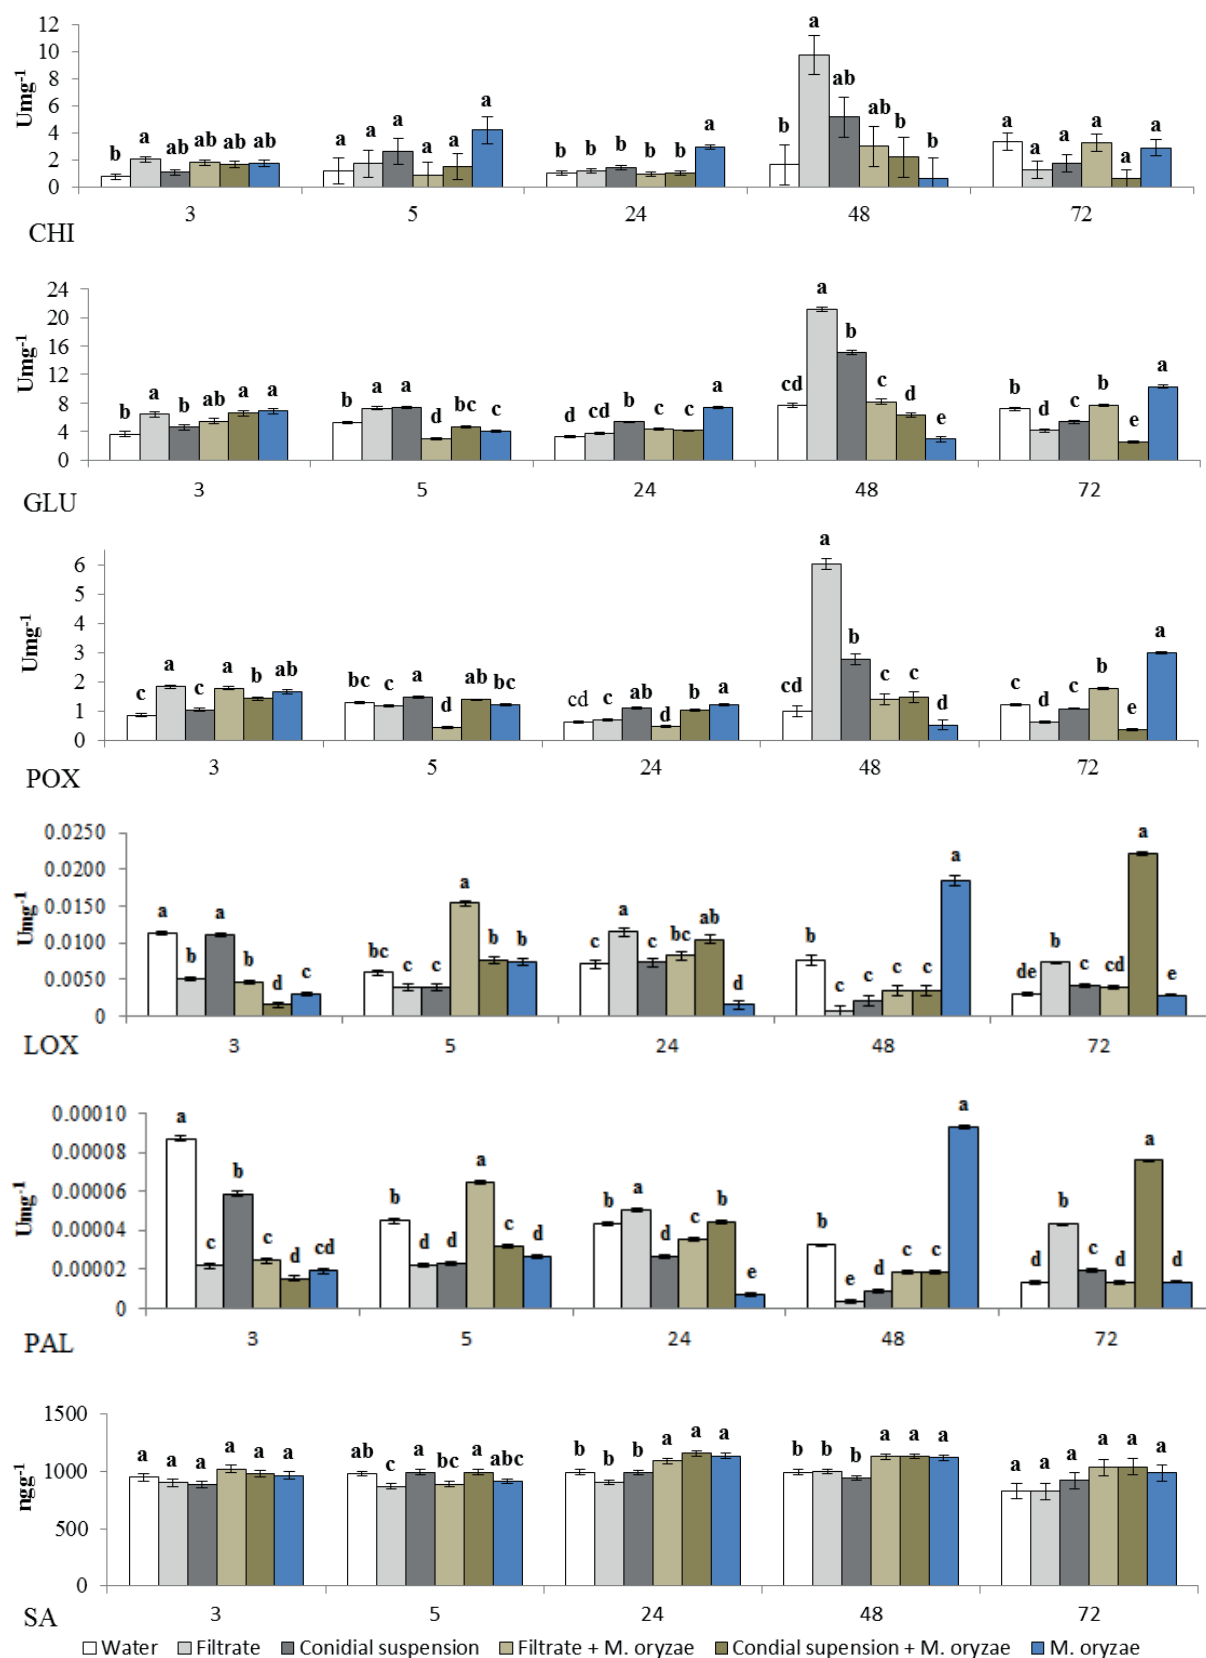 12
10
8
6
4
2
0
Umg-1
b a ab ab ab ab
a a a a a a
b b b b b a
b a ab ab b b
a a a a a a
3 5 24 48 72
CHI
24
20
16
12
8
4
0
Umg-1
b a b ab a a
b a a d bc c
d cd b c c a
cd a b c d e
b d c b e a
3 5 24 48 72
GLU
6
5
4
3
2
1
0
Umg-1
c a c a b ab
bc c a d ab bc
cd c ab d b a
cd a b c c d
c d c b e a
3 5 24 48 72
POX
0.0250
0.0200
0.0150
0.0100
0.0050
0
Umg-1
a b a b d c
bc c c a b b
c a c bc ab d
b c c c c a
de b c cd a e
3 5 24 48 72
LOX
0.00010
0.00008
0.00006
0.00004
0.00002
0
Umg-1
a c b c d cd
b d d a c d
b a d c b e
b e d c c a
d b c d a d
3 5 24 48 72
PAL
1500
1000
500
0
ngg-1
a a a a a a
ab c a bc a abc
b b b a a a
b b b a a a
a a a a a a
3 5 24 48 72
SA
Water Filtrate Conidial suspension Filtrate + M. oryzae Condial supension + M. oryzae M. oryzae